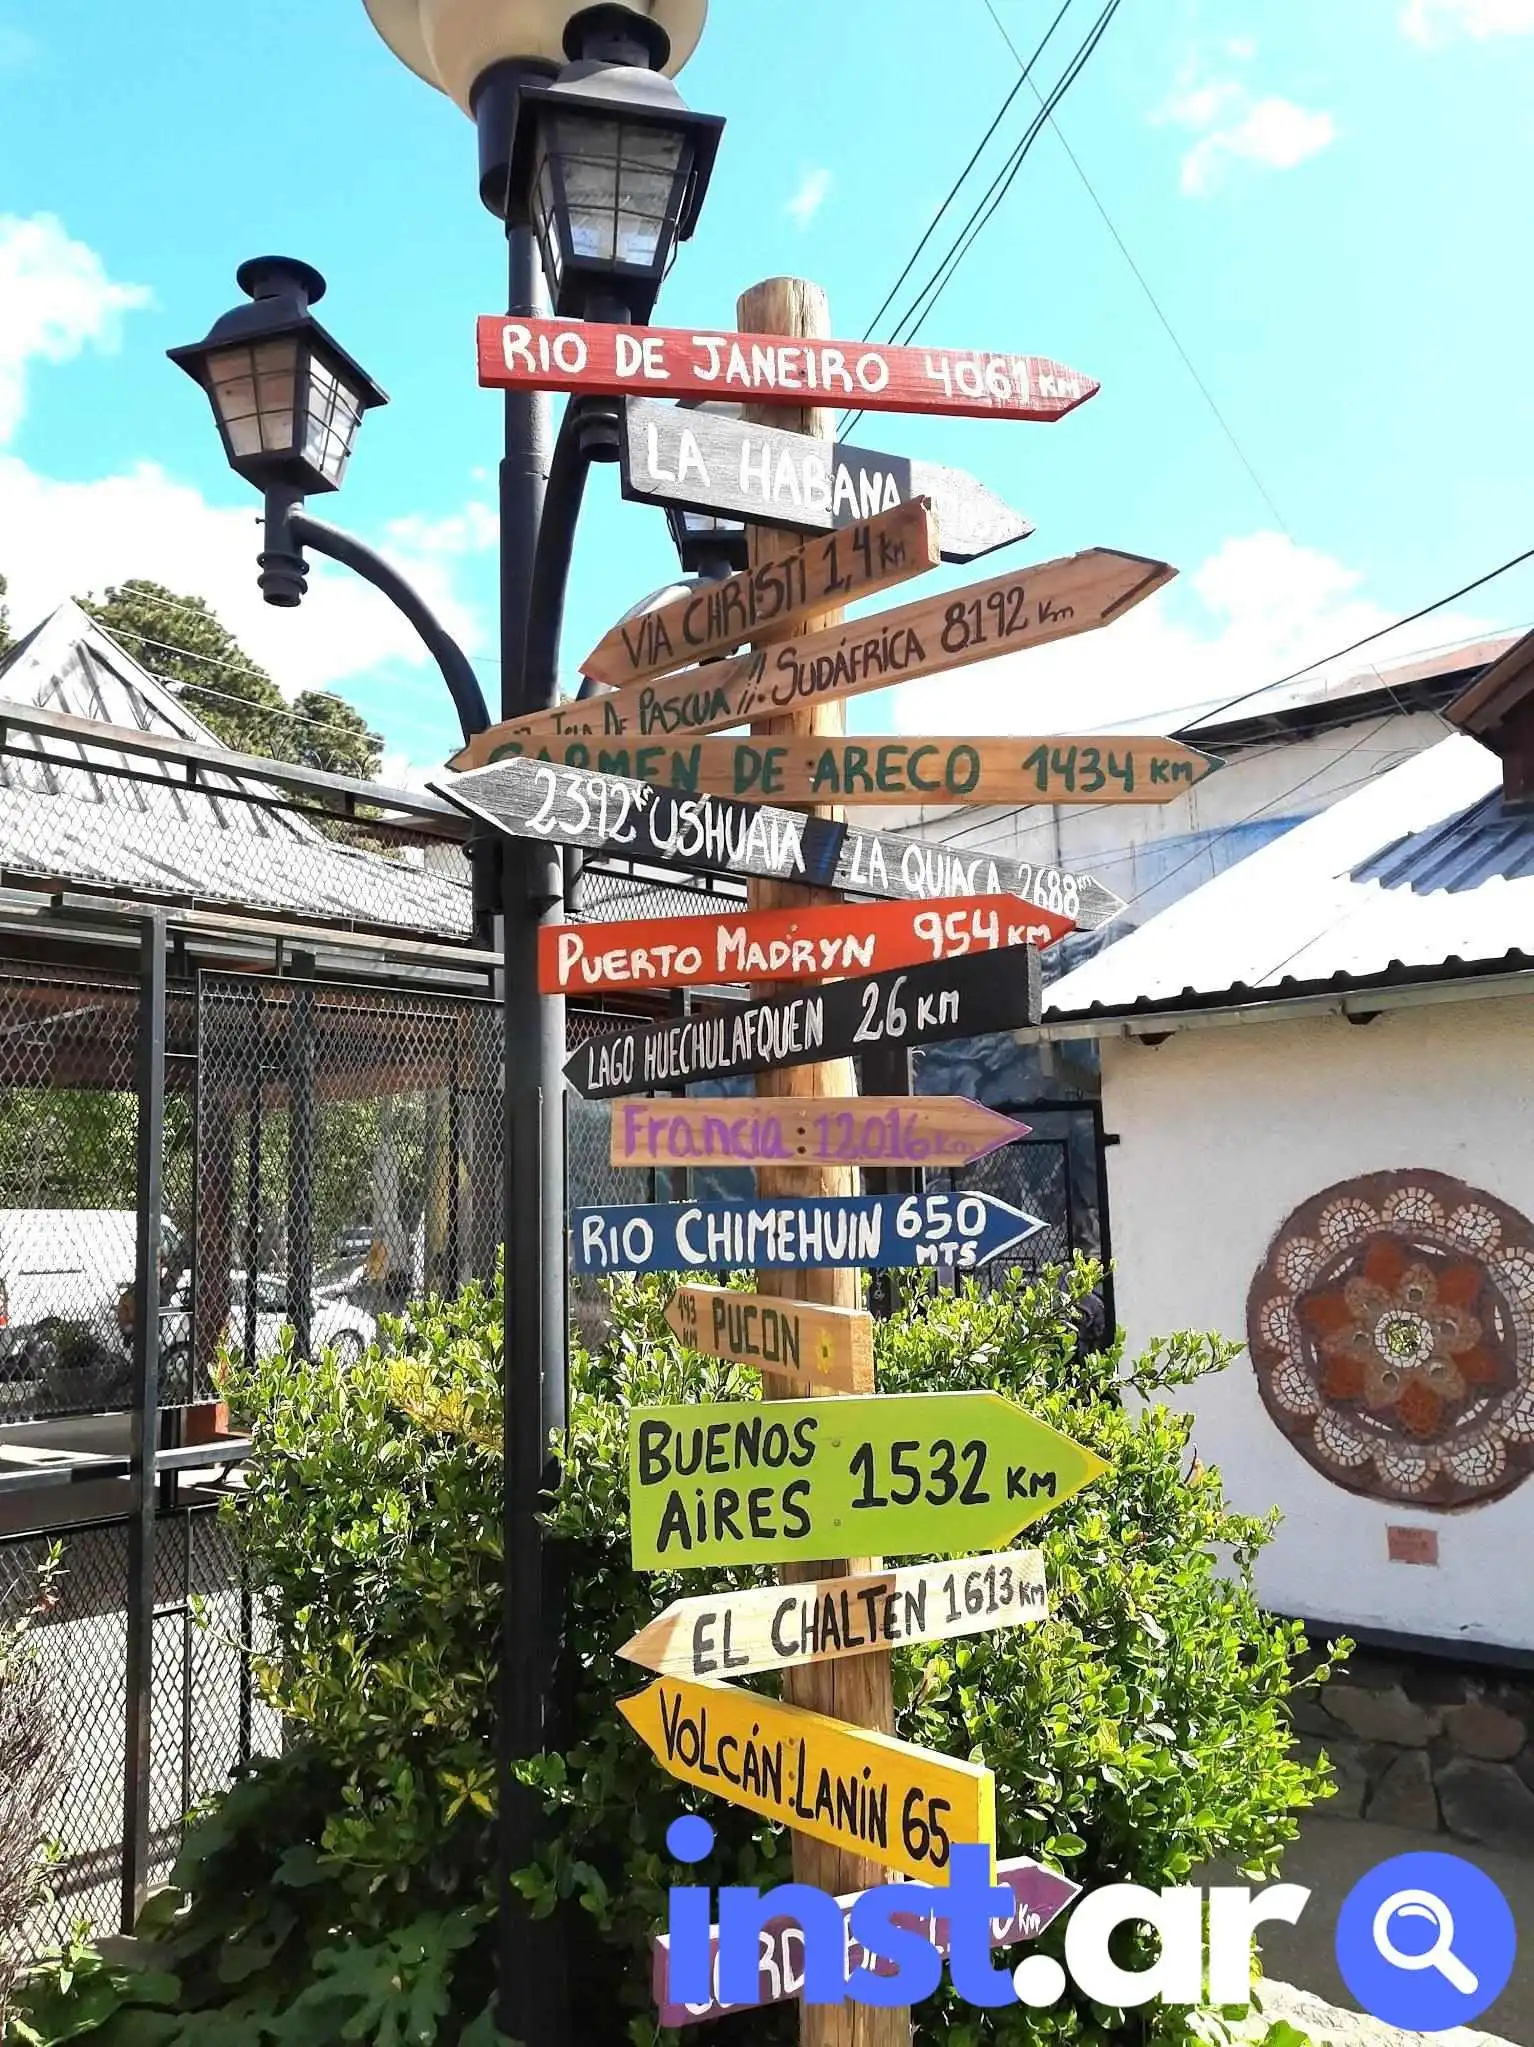 RIO DE JANEIRO 4061 KM
LA HABANA
VIA CHRISTI 1,4 Km.
ISLA DE PASCUA SUDÁFRICA 8192 Km
CARMEN DE ARECO 1434 KM
2392 USHUAIA LA QUIACA 2688 Km
PUERTO MADRYN 954 KM
LAGO HUECHULAFQUEN 26 KM
Francia: 12016 Km
RIO CHIMEHUIN 650
MTS
143
KM PUCON
BUENOS
AIRES 1532 KM
EL CHALTEN 1613 KM
VOLCÁN LANÍN 65
Km
inst.ar